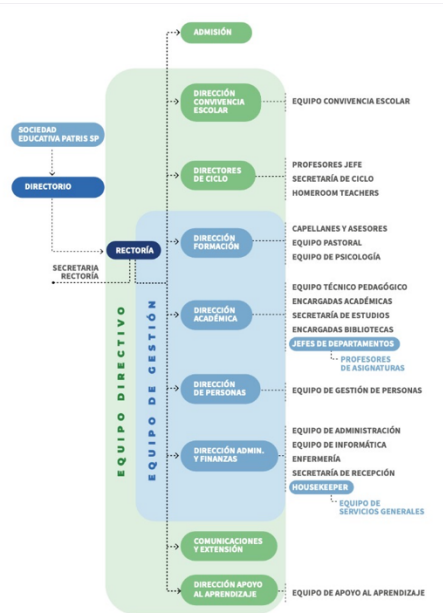 ADMISIÓN
DIRECCIÓN
CONVIVENCIA
ESCOLAR
EQUIPO CONVIVENCIA ESCOLAR
SOCIEDAD
EDUCATIVA PATRIS SP
DIRECTORIO
DIRECTORES
DE CICLO
PROFESORES JEFE
SECRETARÍA DE CICLO
HOMEROOM TEACHERS
RECTORÍA
SECRETARIA
RECTORÍA
DIRECCIÓN
FORMACIÓN
CAPELLANES Y ASESORES
EQUIPO PASTORAL
EQUIPO DE PSICOLOGÍA
DIRECCIÓN
ACADÉMICA
EQUIPO TÉCNICO PEDAGÓGICO
ENCARGADAS ACADÉMICAS
SECRETARÍA DE ESTUDIOS
ENCARGADAS BIBLIOTECAS
JEFES DE DEPARTAMENTOS
PROFESORES
DE ASIGNATURAS
EQUIPO DIRECTIVO
EQUIPO DE GESTIÓN
DIRECCIÓN
DE PERSONAS
EQUIPO DE GESTIÓN DE PERSONAS
DIRECCIÓN ADMIN.
Y FINANZAS
EQUIPO DE ADMINISTRACIÓN
EQUIPO DE INFORMÁTICA
ENFERMERÍA
SECRETARÍA DE RECEPCIÓN
HOUSEKEEPER
EQUIPO DE
SERVICIOS GENERALES
COMUNICACIONES
Y EXTENSIÓN
DIRECCIÓN APOYO
AL APRENDIZAJE
EQUIPO DE APOYO AL APRENDIZAJE